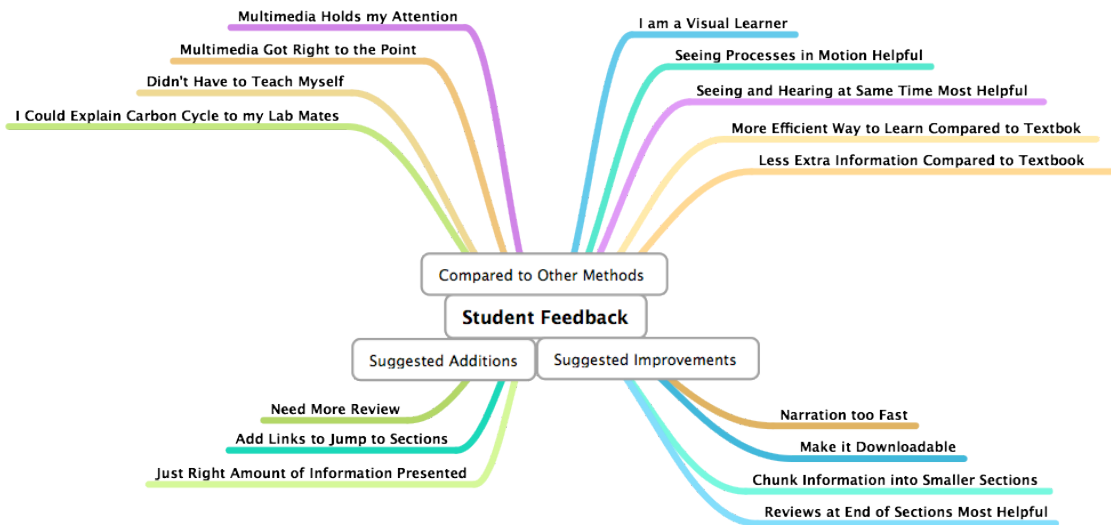 Multimedia Holds my Attention
Multimedia Got Right to the Point
Didn't Have to Teach Myself
I Could Explain Carbon Cycle to my Lab Mates
I am a Visual Learner
Seeing Processes in Motion Helpful
Seeing and Hearing at Same Time Most Helpful
More Efficient Way to Learn Compared to Textbok
Less Extra Information Compared to Textbook
Compared to Other Methods
Student Feedback
Suggested Additions
Suggested Improvements
Need More Review
Add Links to Jump to Sections
Just Right Amount of Information Presented
Narration too Fast
Make it Downloadable
Chunk Information into Smaller Sections
Reviews at End of Sections Most Helpful